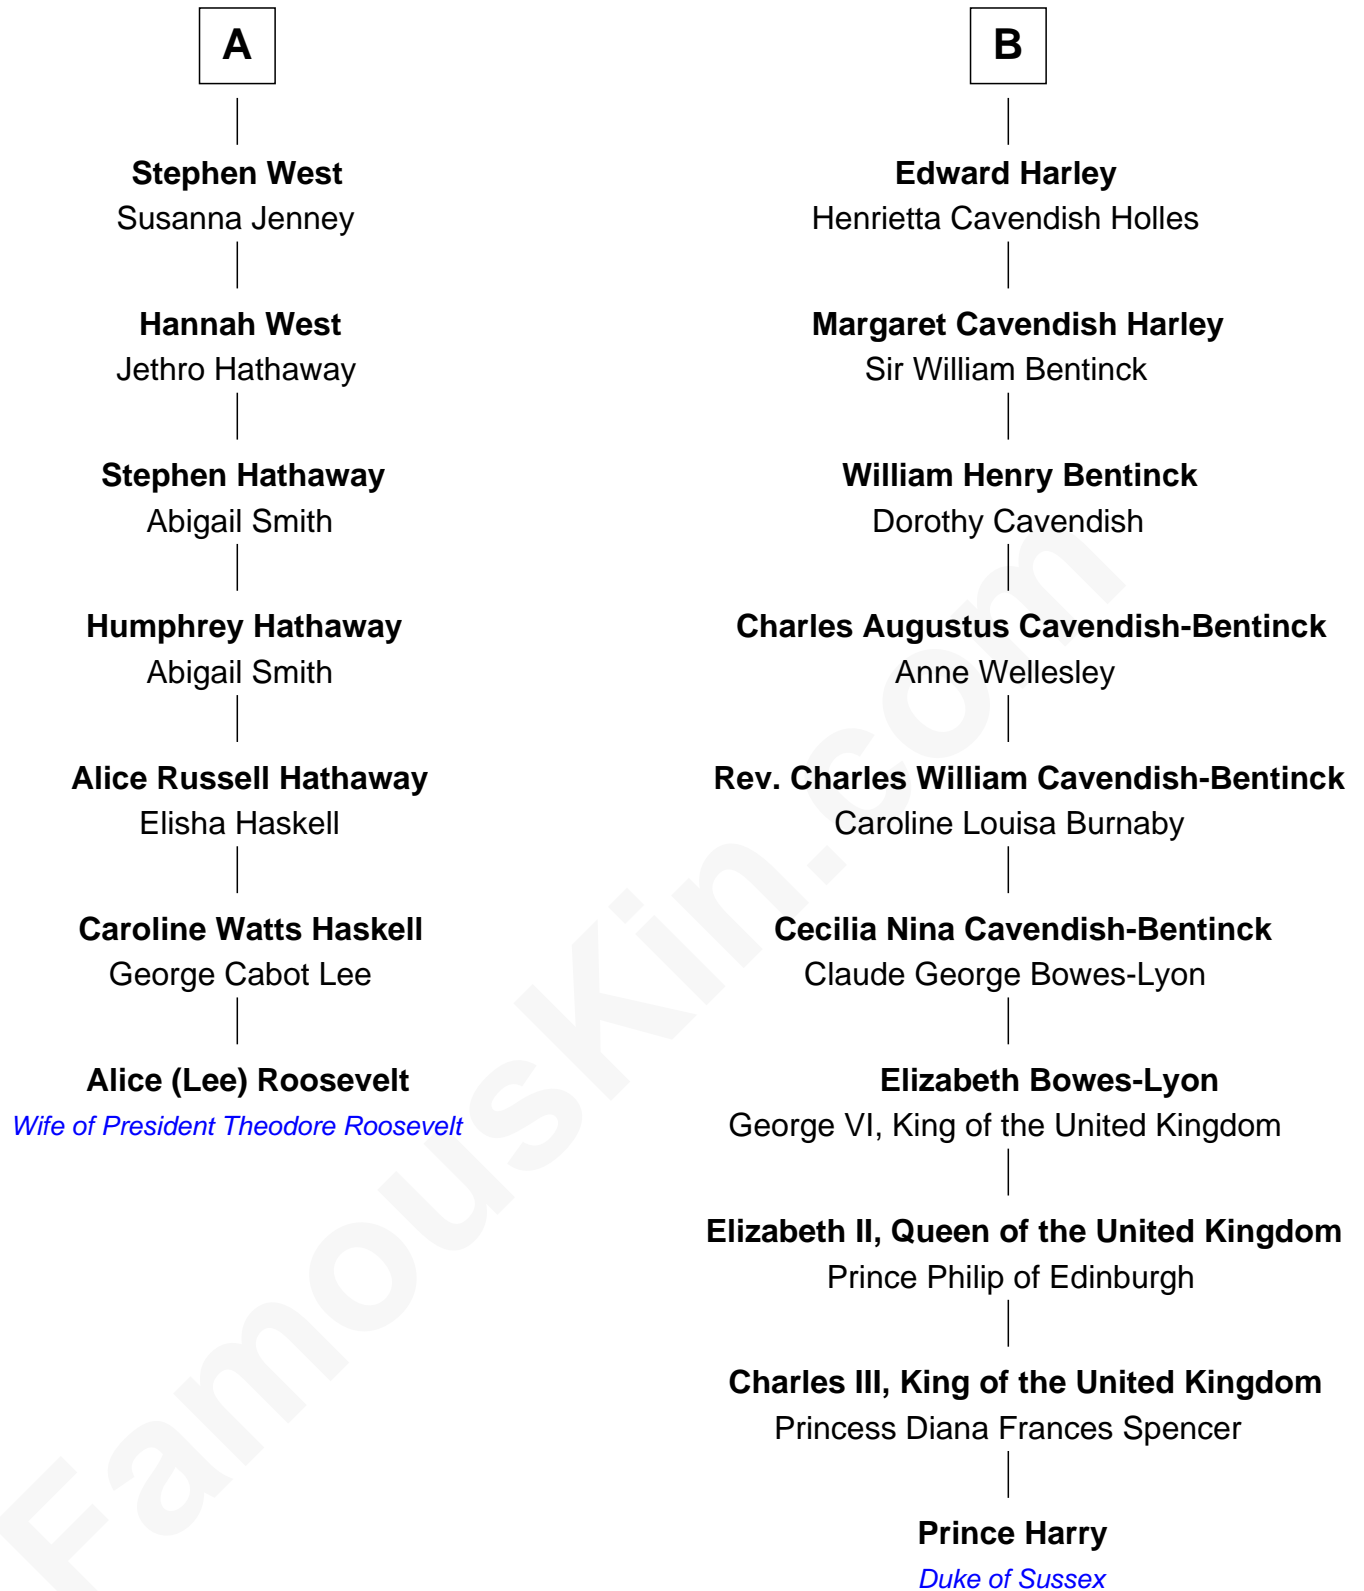 A
Stephen West
Susanna Jenney
Hannah West
Jethro Hathaway
Stephen Hathaway
Abigail Smith
Humphrey Hathaway
Abigail Smith
Alice Russell Hathaway
Elisha Haskell
Caroline Watts Haskell
George Cabot Lee
Alice (Lee) Roosevelt
Wife of President Theodore Roosevelt
B
Edward Harley
Henrietta Cavendish Holles
Margaret Cavendish Harley
Sir William Bentinck
William Henry Bentinck
Dorothy Cavendish
Charles Augustus Cavendish-Bentinck
Anne Wellesley
Rev. Charles William Cavendish-Bentinck
Caroline Louisa Burnaby
Cecilia Nina Cavendish-Bentinck
Claude George Bowes-Lyon
Elizabeth Bowes-Lyon
George VI, King of the United Kingdom
Elizabeth II, Queen of the United Kingdom
Prince Philip of Edinburgh
Charles III, King of the United Kingdom
Princess Diana Frances Spencer
Prince Harry
Duke of Sussex
FamousKin.com